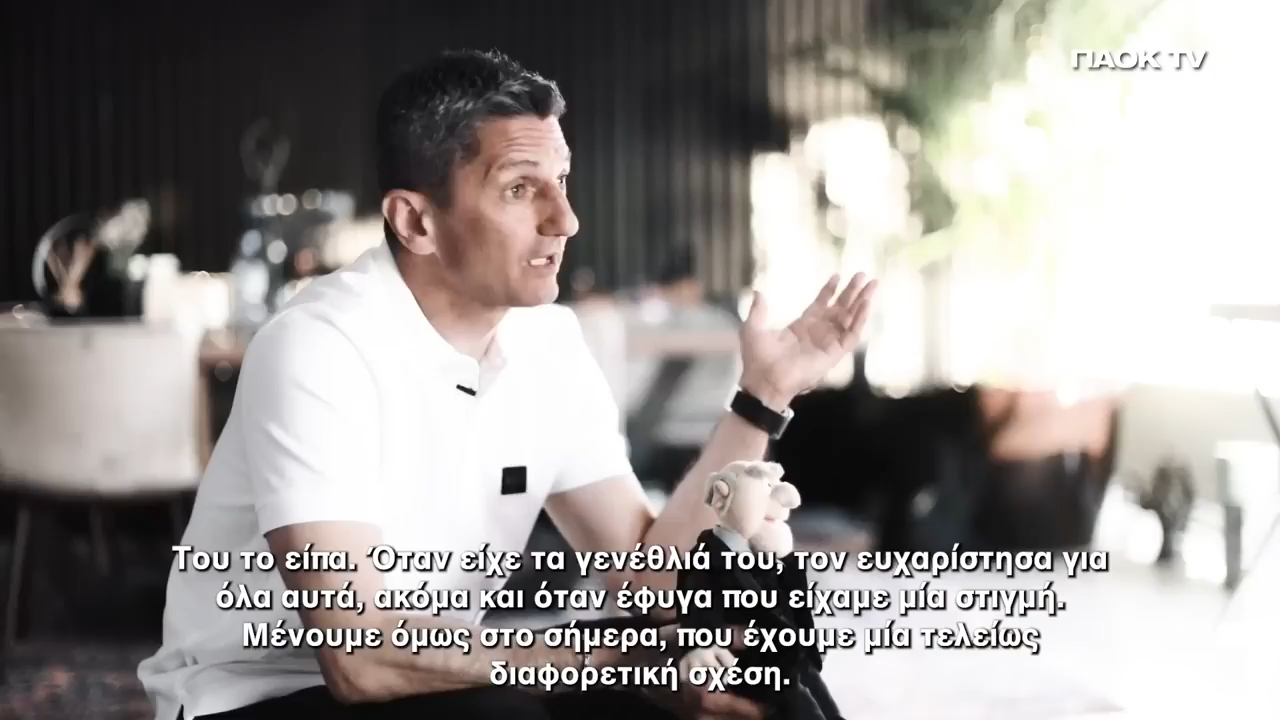 ΠΑΟΚ TV
Του το είπα. Όταν είχε τα γενέθλιά του, τον ευχαρίστησα για
όλα αυτά, ακόμα και όταν έφυγα που είχαμε μία στιγμή.
Μένουμε όμως στο σήμερα, που έχουμε μία τελείως
διαφορετική σχέση.